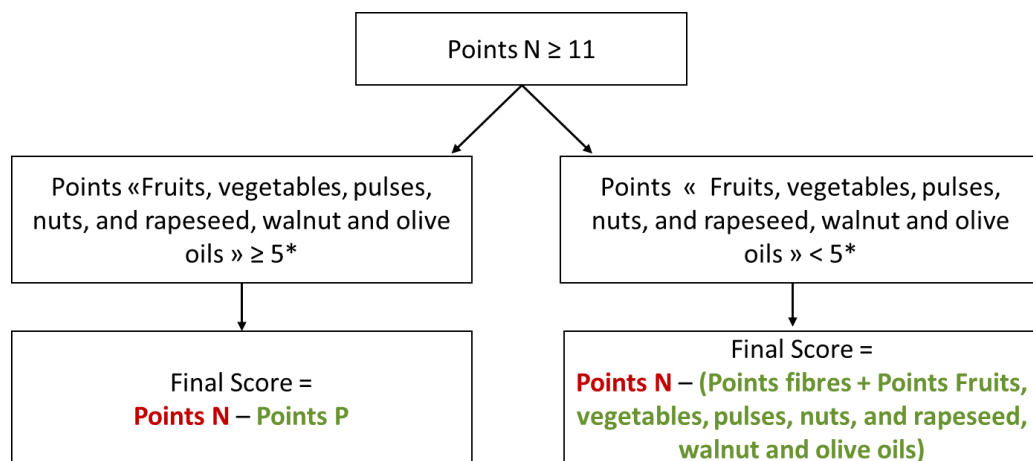 Points N ≥ 11
Points «Fruits, vegetables, pulses,
nuts, and rapeseed, walnut and olive
oils » ≥ 5*
Points « Fruits, vegetables, pulses,
nuts, and rapeseed, walnut and olive
oils » < 5*
Final Score =
Points N – Points P
Final Score =
Points N – (Points fibres + Points Fruits,
vegetables, pulses, nuts, and rapeseed,
walnut and olive oils)